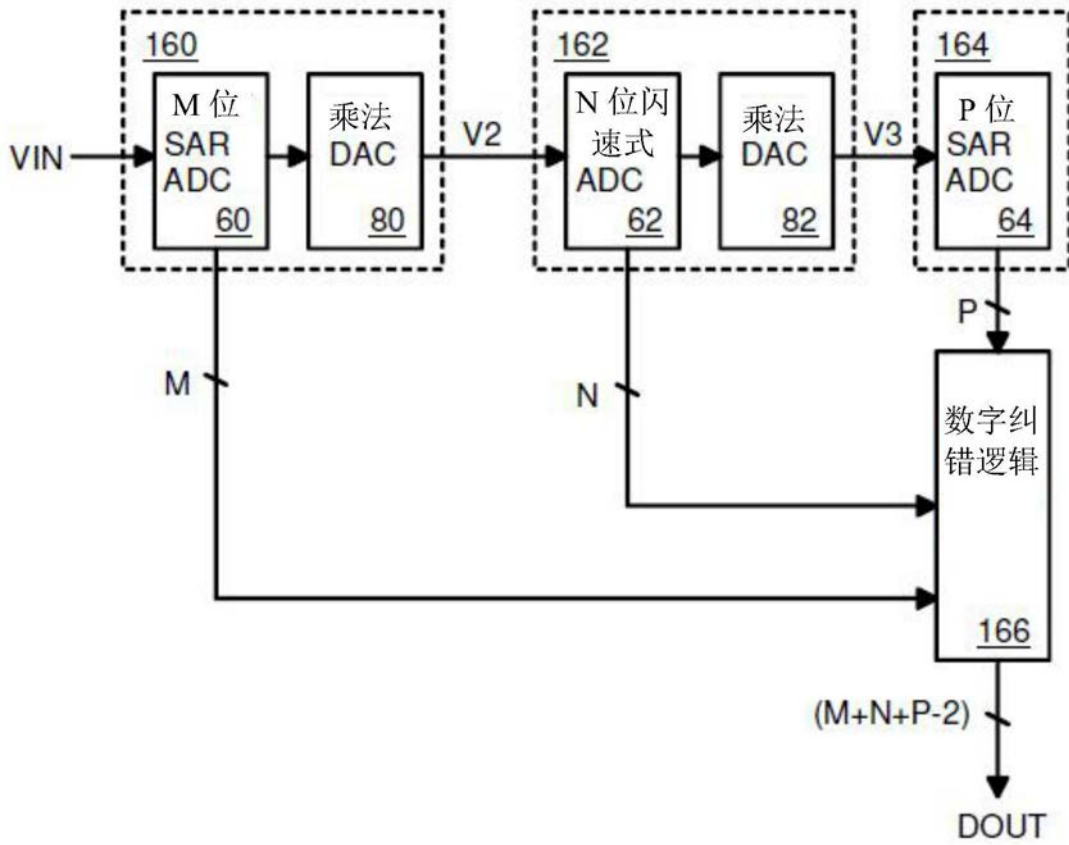 160
M 位
SAR
ADC
60
乘法
DAC
80
VIN
V2
162
N 位闪
速式
ADC
62
乘法
DAC
82
V3
164
P 位
SAR
ADC
64
P
M
N
数字纠
错逻辑
166
(M+N+P-2)
DOUT